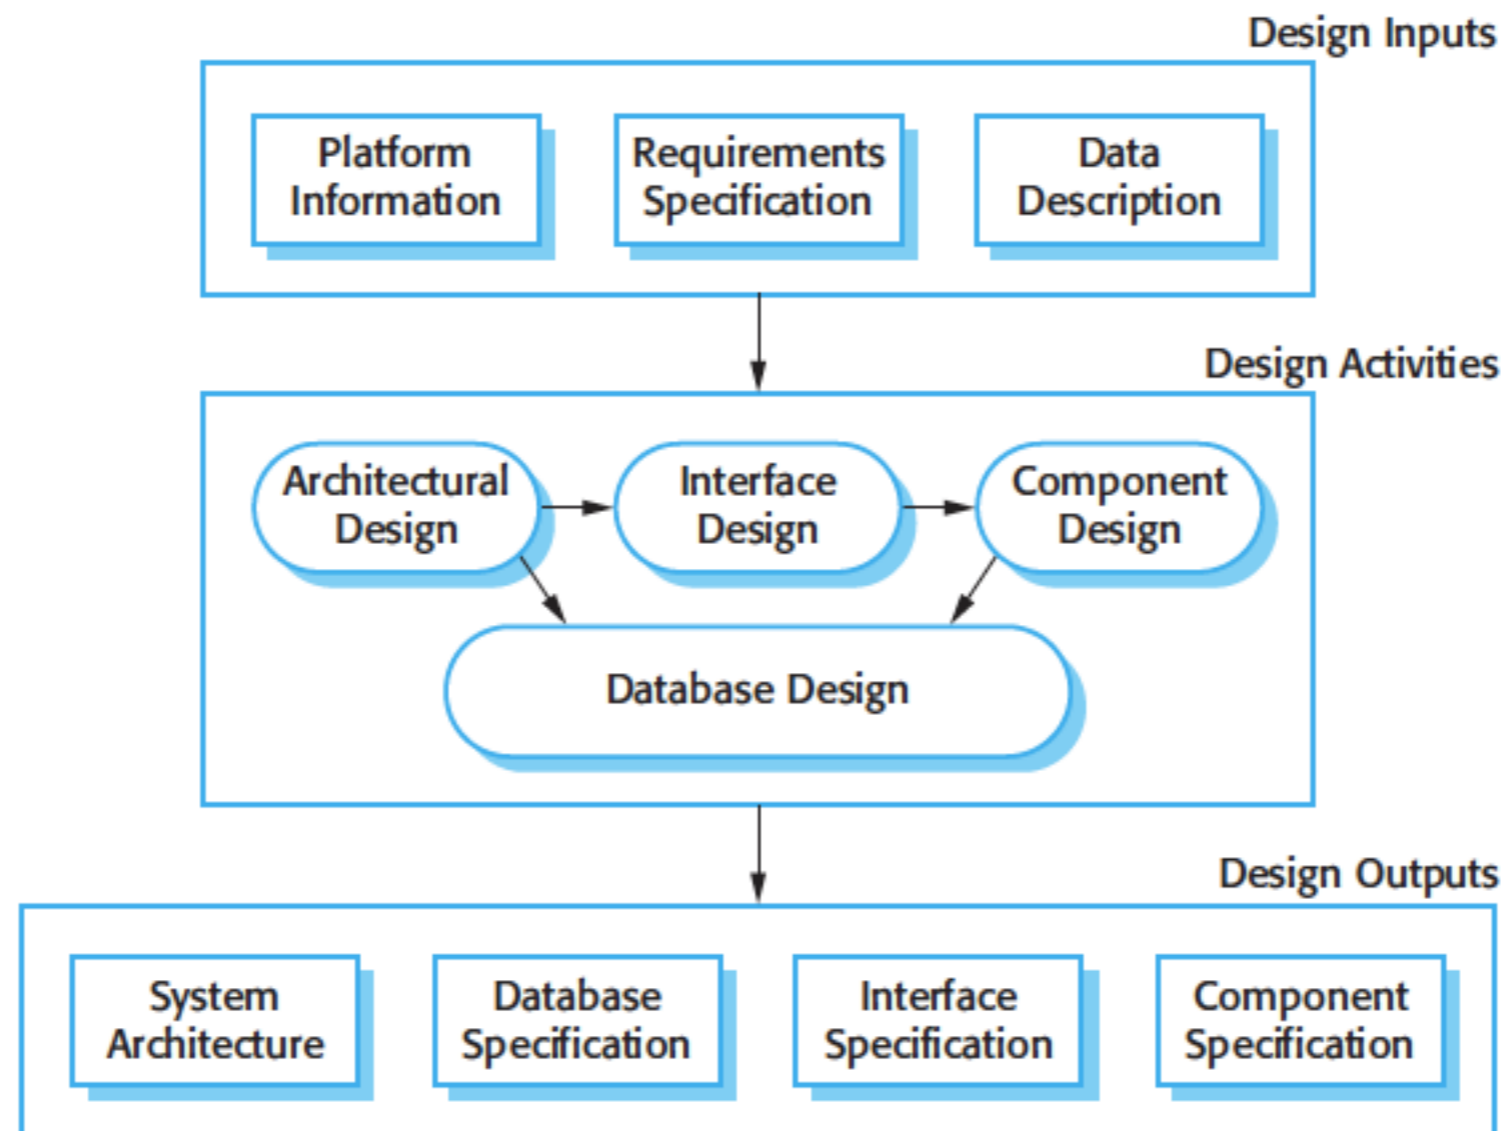 Design Inputs
Platform
Information
Requirements
Specification
Data
Description
Design Activities
Architectural
Design
Interface
Design
Component
Design
Database Design
Design Outputs
System
Architecture
Database
Specification
Interface
Specification
Component
Specification